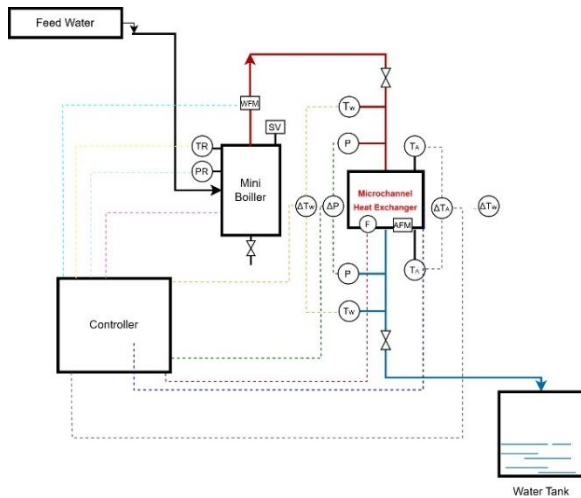 Feed Water
WFM
SV
TR
PR
Mini
Boiller
Tw
P
TA
Microchannel
Heat Exchanger
ΔTw
ΔP
ΔTA
ΔTw
F
AFM
P
TA
Tw
Controller
Water Tank